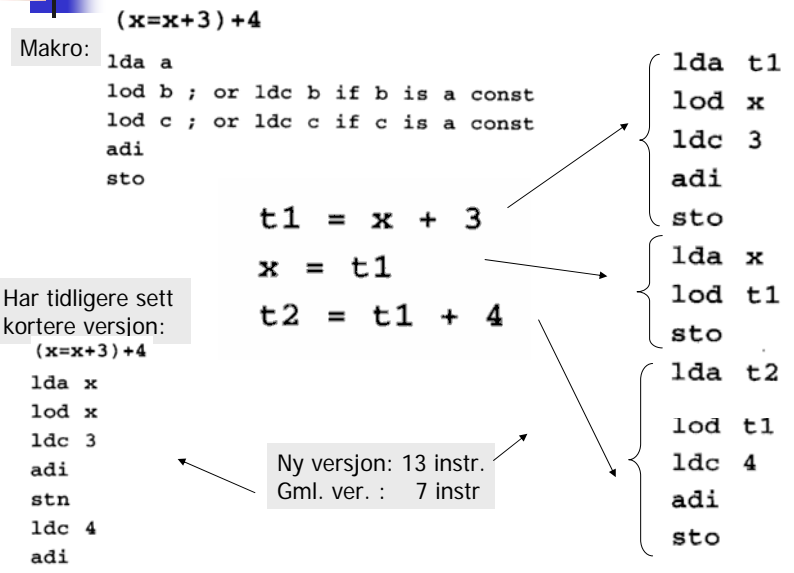 (x=x+3)+4
Makro:
lda a
lod b ; or ldc b if b is a const
lod c ; or ldc c if c is a const
adi
sto
t1 = x + 3
x = t1
t2 = t1 + 4
lda t1
lod x
ldc 3
adi
sto
lda x
lod t1
sto
lda t2
lod t1
ldc 4
adi
sto
Har tidligere sett
kortere versjon:
(x=x+3)+4
lda x
lod x
ldc 3
adi
stn
ldc 4
adi
Ny versjon: 13 instr.
Gml. ver. : 7 instr